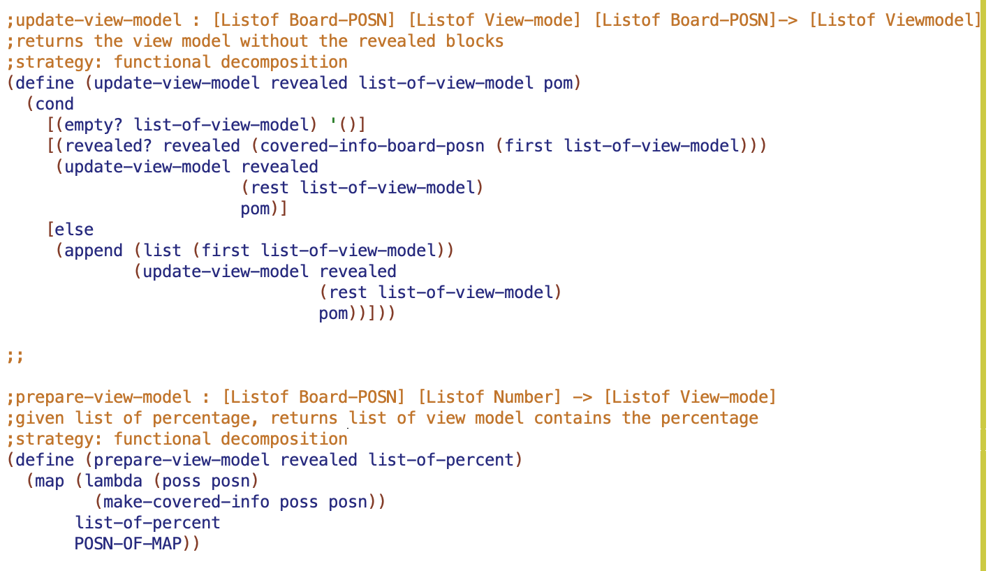 ;update-view-model : [Listof Board-POSN] [Listof View-mode] [Listof Board-POSN]-> [Listof Viewmodel]
;returns the view model without the revealed blocks
;strategy: functional decomposition
(define (update-view-model revealed list-of-view-model pom)
  (cond
    [(empty? list-of-view-model) '()]
    [(revealed? revealed (covered-info-board-posn (first list-of-view-model)))
     (update-view-model revealed
                        (rest list-of-view-model)
                        pom)]
    [else
     (append (list (first list-of-view-model))
             (update-view-model revealed
                                (rest list-of-view-model)
                                pom))]))
;;
;prepare-view-model : [Listof Board-POSN] [Listof Number] -> [Listof View-mode]
;given list of percentage, returns list of view model contains the percentage
;strategy: functional decomposition
(define (prepare-view-model revealed list-of-percent)
  (map (lambda (poss posn)
         (make-covered-info poss posn))
       list-of-percent
       POSN-OF-MAP))